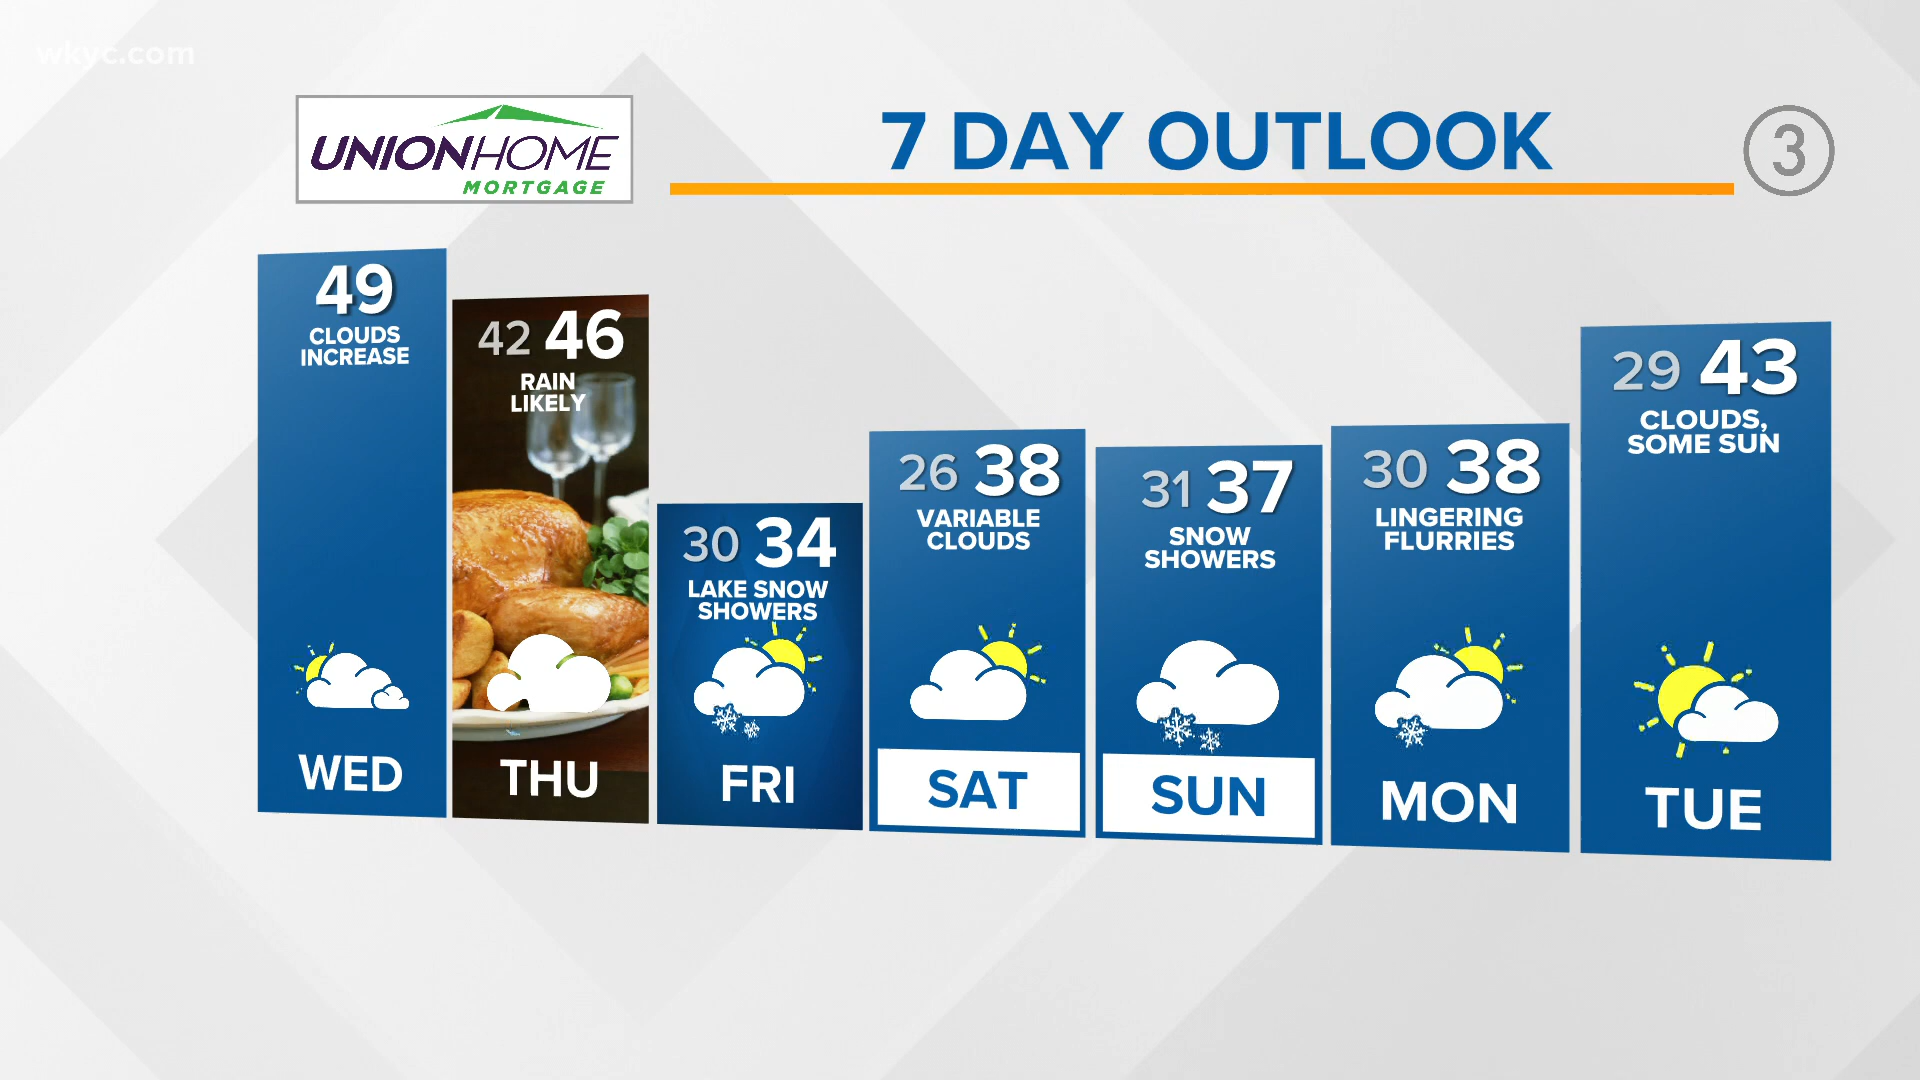 wkyc.com
UNIONHOME
MORTGAGE
7 DAY OUTLOOK
3
49
CLOUDS
INCREASE
WED
42 46
RAIN
LIKELY
THU
30 34
LAKE SNOW
SHOWERS
FRI
26 38
VARIABLE
CLOUDS
SAT
31 37
SNOW
SHOWERS
SUN
30 38
LINGERING
FLURRIES
MON
29 43
CLOUDS,
SOME SUN
TUE